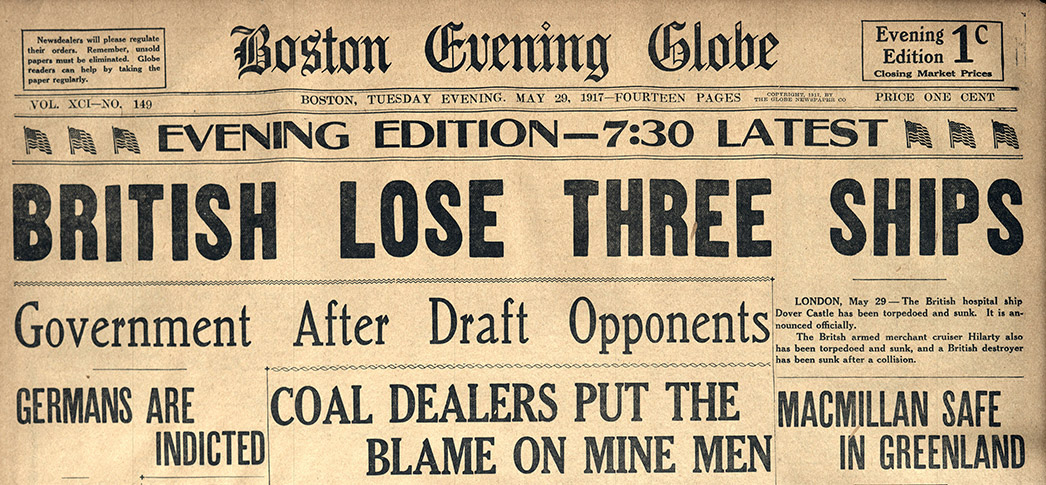 Newsdealers will please regulate
their orders. Remember, unsold
papers must be eliminated. Globe
readers can help by taking the
paper regularly.
Boston Evening Globe
Evening
Edition 1c
Closing Market Prices
VOL. XCI—NO. 149
BOSTON, TUESDAY EVENING. MAY 29, 1917—FOURTEEN PAGES
COPYRIGHT, 1917, BY
THE GLOBE NEWSPAPER CO
PRICE ONE CENT
EVENING EDITION—7:30 LATEST
BRITISH LOSE THREE SHIPS
Government After Draft Opponents
LONDON, May 29—The British hospital ship
Dover Castle has been torpedoed and sunk. It is an-
nounced officially.
The Britsh armed merchant cruiser Hilarty also
has been torpedoed and sunk, and a British destroyer
has been sunk after a collision.
GERMANS ARE
INDICTED
COAL DEALERS PUT THE
BLAME ON MINE MEN
MACMILLAN SAFE
IN GREENLAND